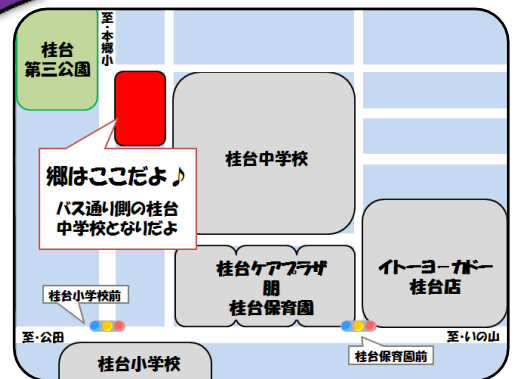 至・本郷小
桂台
第三公園
桂台中学校
郷はここだよ♪
バス通り側の桂台
中学校となりだよ
桂台ケアプラザ
朋
桂台保育園
イトーヨーカドー
桂台店
桂台小学校前
至・公田
至・いの山
桂台保育園前
桂台小学校